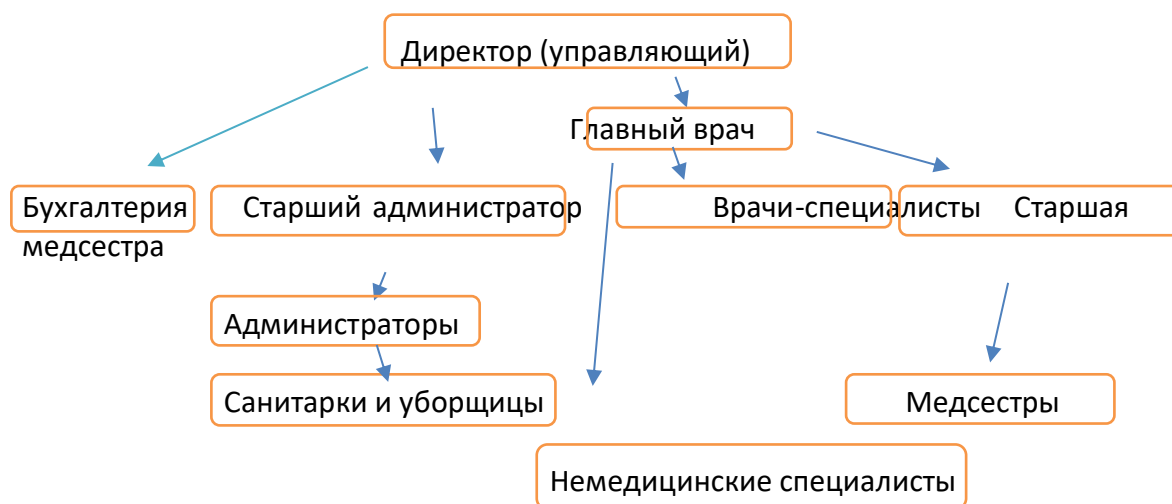 Директор (управляющий)
Главный врач
Бухгалтерия Старший администратор Врачи-специалисты Старшая
медсестра
Администраторы
Санитарки и уборщицы Медсестры
Немедицинские специалисты